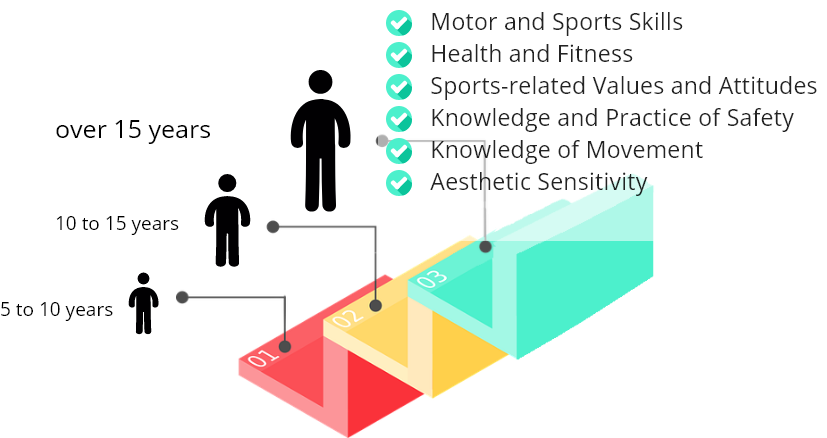 Motor and Sports Skills
Health and Fitness
Sports-related Values and Attitudes
Knowledge and Practice of Safety
Knowledge of Movement
Aesthetic Sensitivity
over 15 years
10 to 15 years
5 to 10 years
03
02
01